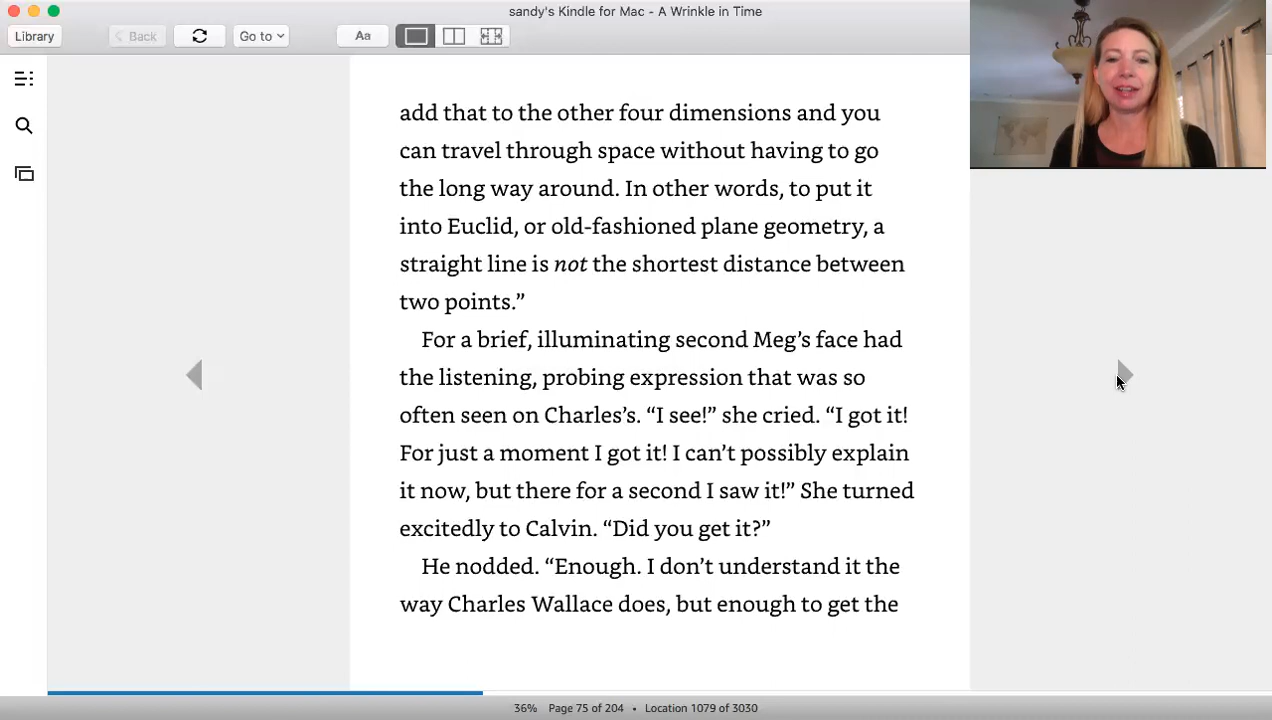 sandy's Kindle for Mac - A Wrinkle in Time
Library
Back
Go to
Aa
add that to the other four dimensions and you
can travel through space without having to go
the long way around. In other words, to put it
into Euclid, or old-fashioned plane geometry, a
straight line is not the shortest distance between
two points.”
For a brief, illuminating second Meg’s face had
the listening, probing expression that was so
often seen on Charles’s. “I see!” she cried. “I got it!
For just a moment I got it! I can’t possibly explain
it now, but there for a second I saw it!” She turned
excitedly to Calvin. “Did you get it?”
He nodded. “Enough. I don’t understand it the
way Charles Wallace does, but enough to get the
36% Page 75 of 204 • Location 1079 of 3030